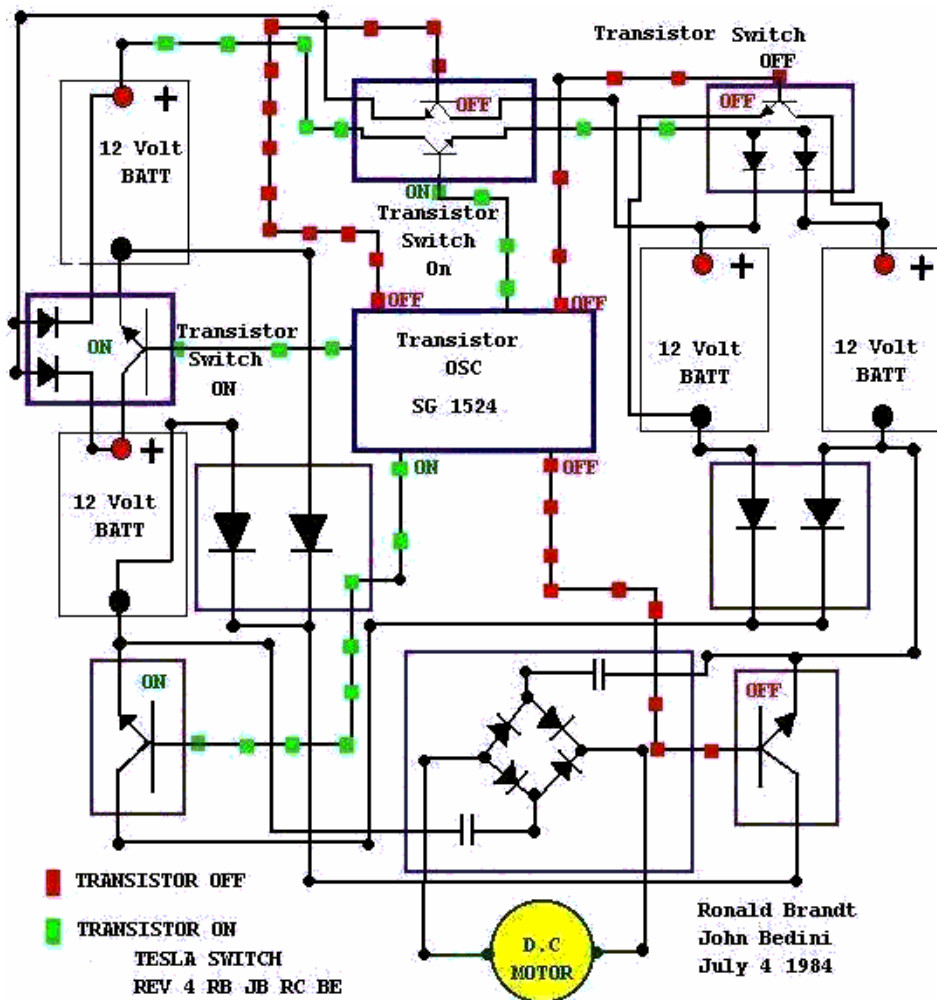 Transistor Switch
OFF
OFF
OFF
+
12 Volt
BATT
ON
Transistor
Switch
On
+
+
12 Volt
BATT
12 Volt
BATT
OFF
OFF
ON
Transistor
Switch
ON
Transistor
OSC
SG 1524
+
12 Volt
BATT
ON
OFF
ON
OFF
TRANSISTOR OFF
TRANSISTOR ON
TESLA SWITCH
REV 4 RB JB RC BE
D.C
MOTOR
Ronald Brandt
John Bedini
July 4 1984